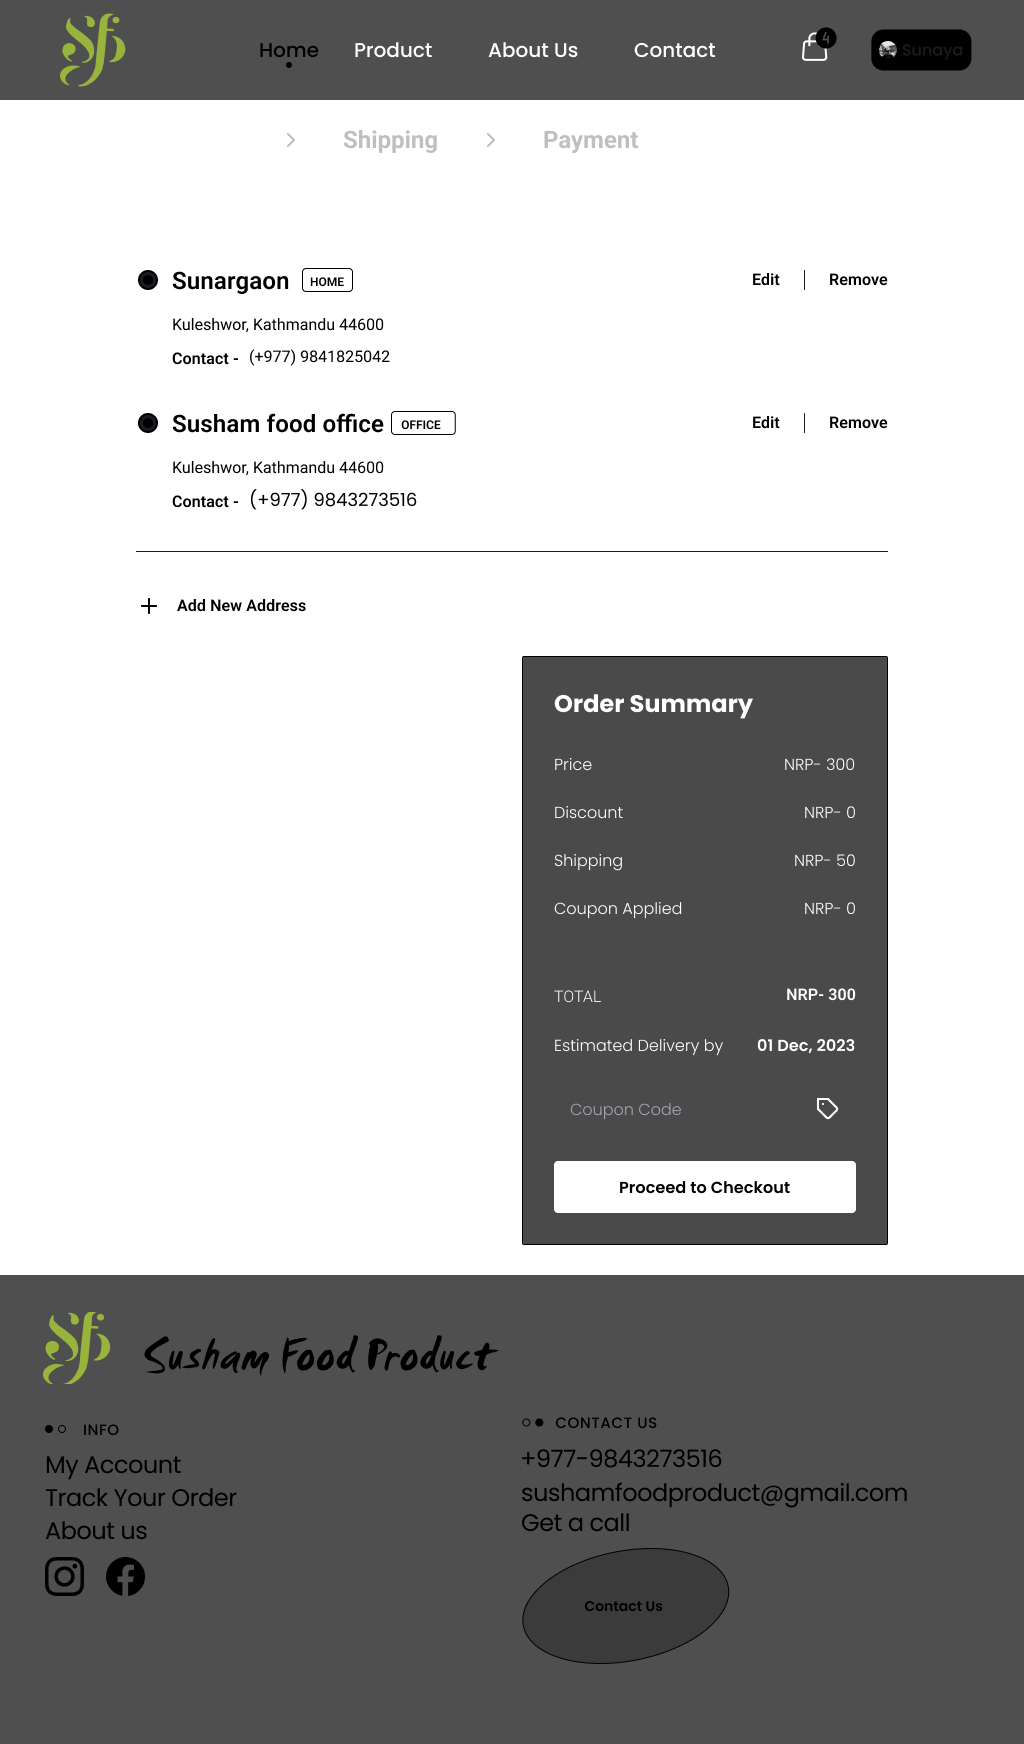 Home Product About Us Contact 4 Sunaya
Shipping Payment
Sunargaon HOME Edit Remove
Kuleshwor, Kathmandu 44600
Contact - (+977) 9841825042
Susham food office OFFICE Edit Remove
Kuleshwor, Kathmandu 44600
Contact - (+977) 9843273516
Add New Address
Order Summary
Price NRP- 300
Discount NRP- 0
Shipping NRP- 50
Coupon Applied NRP- 0
TOTAL NRP- 300
Estimated Delivery by 01 Dec, 2023
Coupon Code
Proceed to Checkout
Susham Food Product
INFO
My Account
Track Your Order
About us
CONTACT US
+977-9843273516
sushamfoodproduct@gmail.com
Get a call
Contact Us